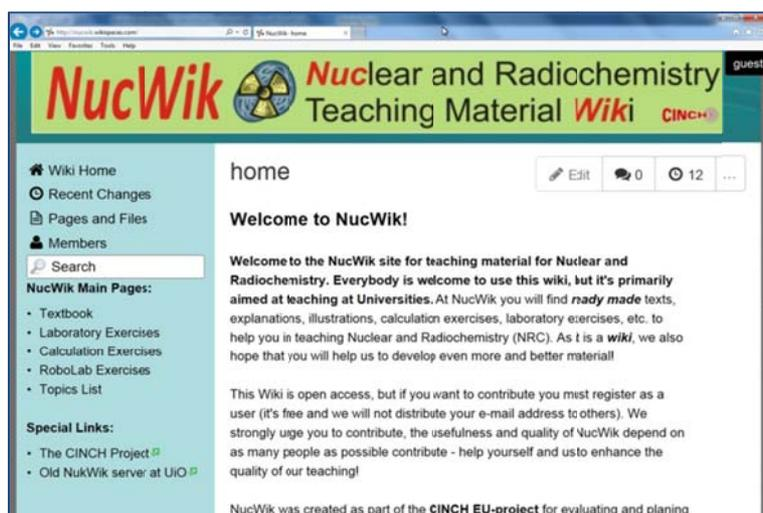 NucWik - home
File Edit View Favorites Tools Help
guest
NucWik
Nuclear and Radiochemistry
Teaching Material Wiki
CINCH
Wiki Home
Recent Changes
Pages and Files
Members
Search
NucWik Main Pages:
• Textbook
• Laboratory Exercises
• Calculation Exercises
• RoboLab Exercises
• Topics List
Special Links:
• The CINCH Project
• Old NukWik server at UiO
home
Edit 0 12 ...
Welcome to NucWik!
Welcome to the NucWik site for teaching material for Nuclear and
Radiochemistry. Everybody is welcome to use this wiki, but it's primarily
aimed at teaching at Universities. At NucWik you will find ready made texts,
explanations, illustrations, calculation exercises, laboratory exercises, etc. to
help you in teaching Nuclear and Radiochemistry (NRC). As t is a wiki, we also
hope that you will help us to develop even more and better material!
This Wiki is open access, but if you want to contribute you must register as a
user (it's free and we will not distribute your e-mail address to others). We
strongly urge you to contribute, the usefulness and quality of NucWik depend on
as many people as possible contribute - help yourself and us to enhance the
quality of our teaching!
NucWik was created as part of the CINCH EU-project for evaluating and planing